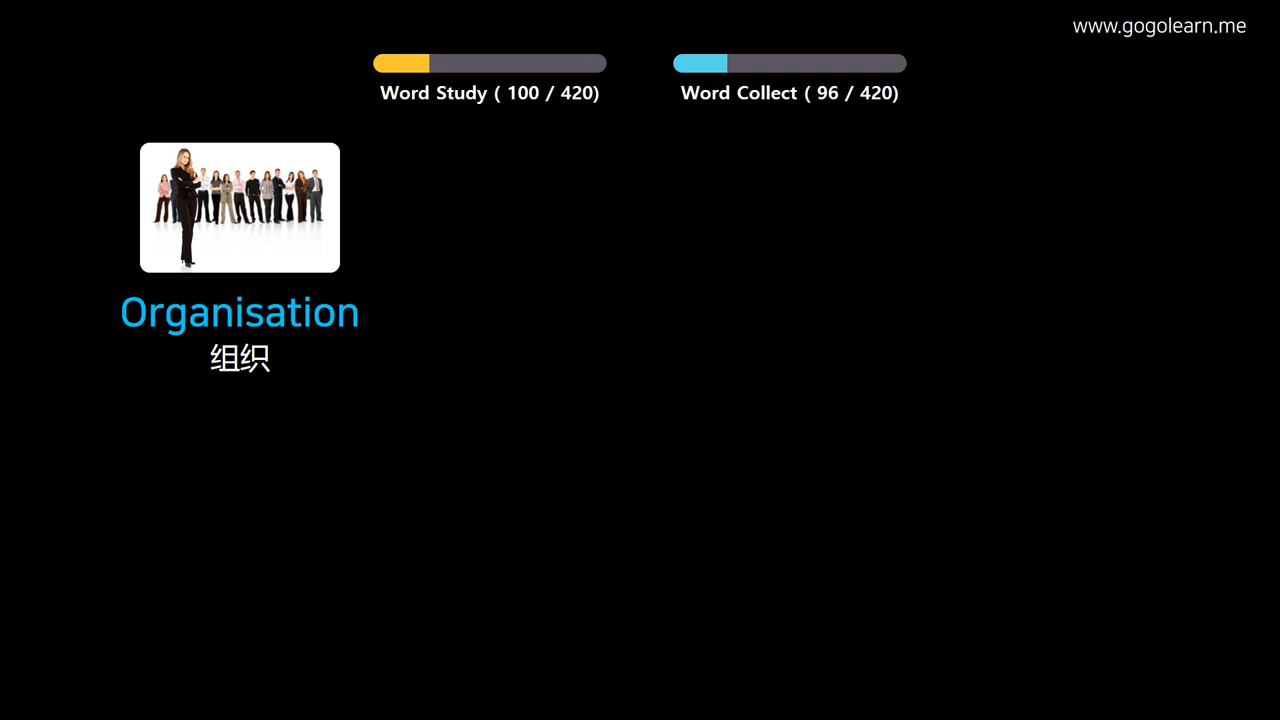 www.gogolearn.me
Word Study ( 100 / 420)
Word Collect ( 96 / 420)
Organisation
组织